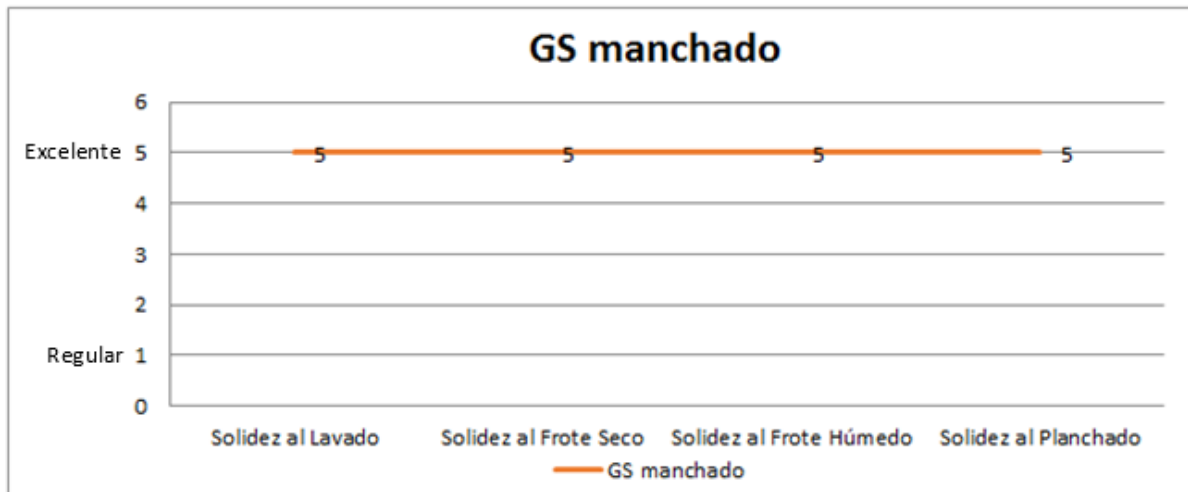 GS manchado
6
Excelente 5
5 5 5 5
4
3
2
Regular 1
0
Solidez al Lavado Solidez al Frote Seco Solidez al Frote Húmedo Solidez al Planchado
GS manchado